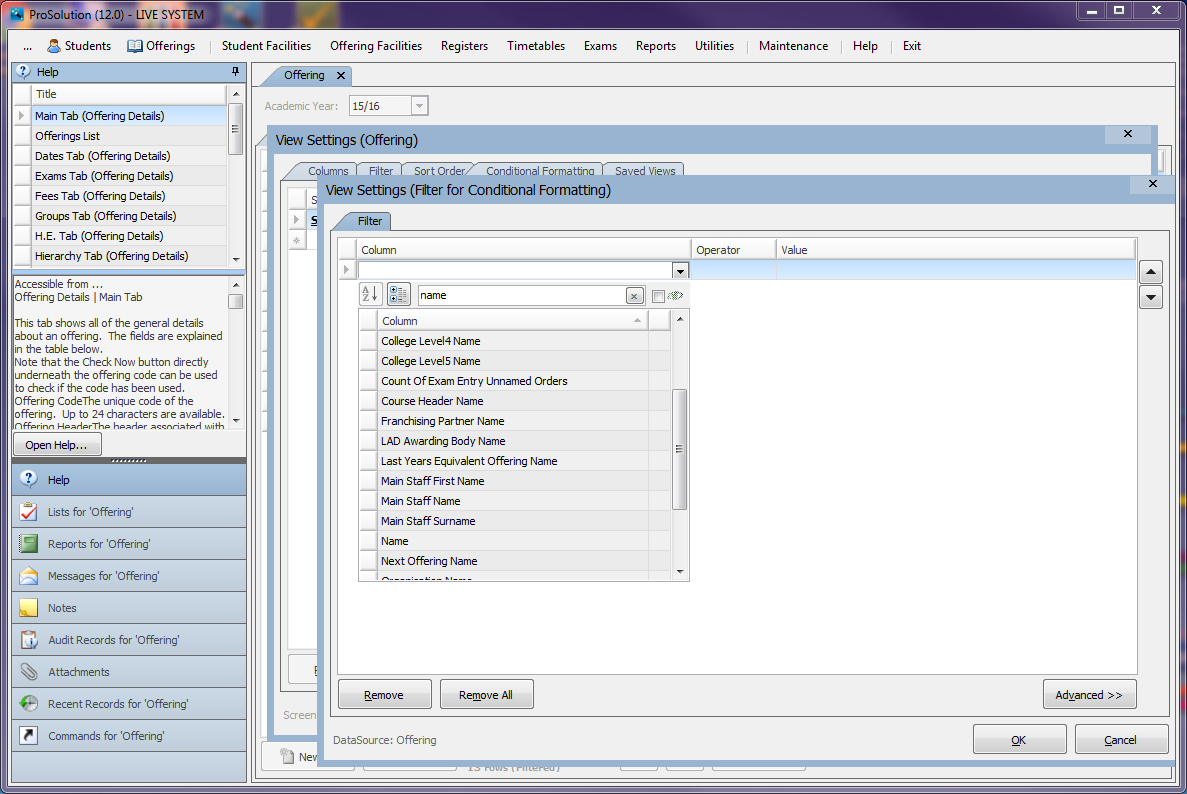 ProSolution (12.0) - LIVE SYSTEM
... Students Offerings Student Facilities Offering Facilities Registers Timetables Exams Reports Utilities Maintenance Help Exit
Help
Title
Main Tab (Offering Details)
Offerings List
Dates Tab (Offering Details)
Exams Tab (Offering Details)
Fees Tab (Offering Details)
Groups Tab (Offering Details)
H.E. Tab (Offering Details)
Hierarchy Tab (Offering Details)
Accessible from ...
Offering Details | Main Tab
This tab shows all of the general details
about an offering. The fields are explained
in the table below.
Note that the Check Now button directly
underneath the offering code can be used
to check if the code has been used.
Offering CodeThe unique code of the
offering. Up to 24 characters are available.
Offering HeaderThe header associated with
Open Help...
Help
Lists for 'Offering'
Reports for 'Offering'
Messages for 'Offering'
Notes
Audit Records for 'Offering'
Attachments
Recent Records for 'Offering'
Commands for 'Offering'
Offering
Academic Year: 15/16
View Settings (Offering)
Columns Filter Sort Order Conditional Formatting Saved Views
S
S
View Settings (Filter for Conditional Formatting)
Filter
Column Operator Value
name
Column
College Level4 Name
College Level5 Name
Count Of Exam Entry Unnamed Orders
Course Header Name
Franchising Partner Name
LAD Awarding Body Name
Last Years Equivalent Offering Name
Main Staff First Name
Main Staff Name
Main Staff Surname
Name
Next Offering Name
Organisation Name
Remove Remove All Advanced >>
DataSource: Offering
OK Cancel
Screen
New
13 rows (Filtered)